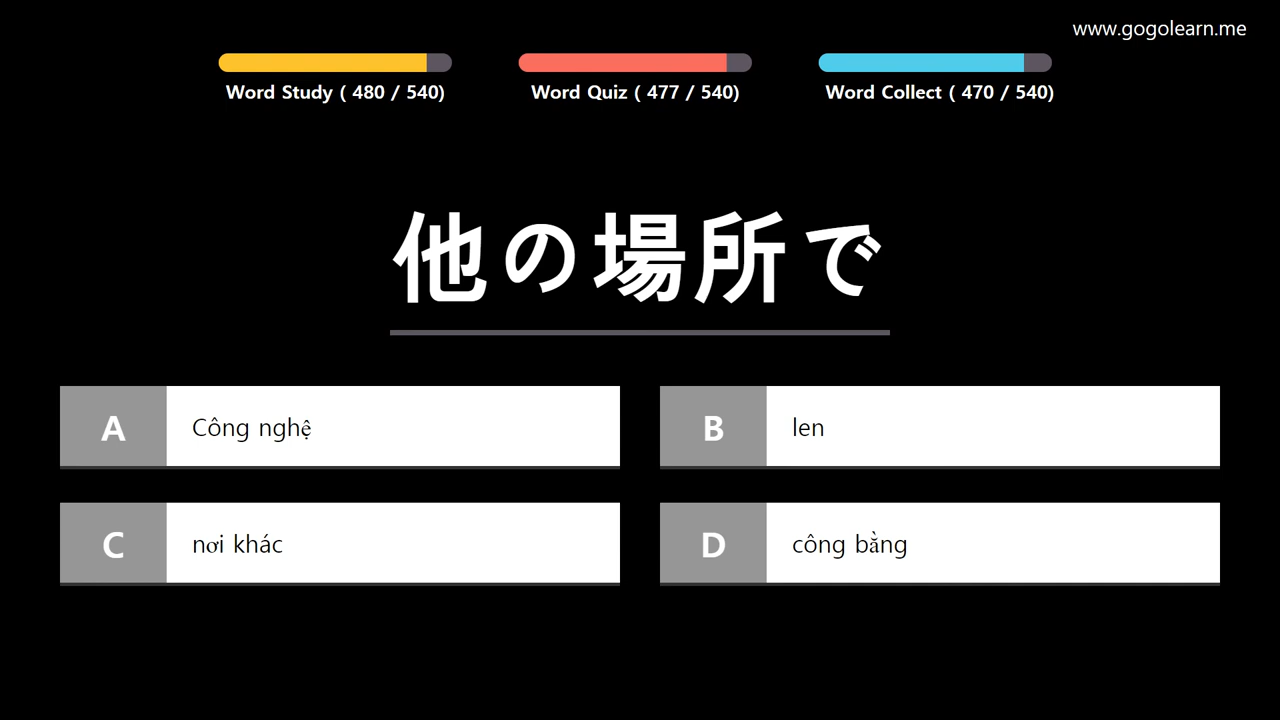 www.gogolearn.me
Word Study ( 480 / 540)
Word Quiz ( 477 / 540)
Word Collect ( 470 / 540)
他の場所で
A
Công nghệ
B
len
C
nơi khác
D
công bằng